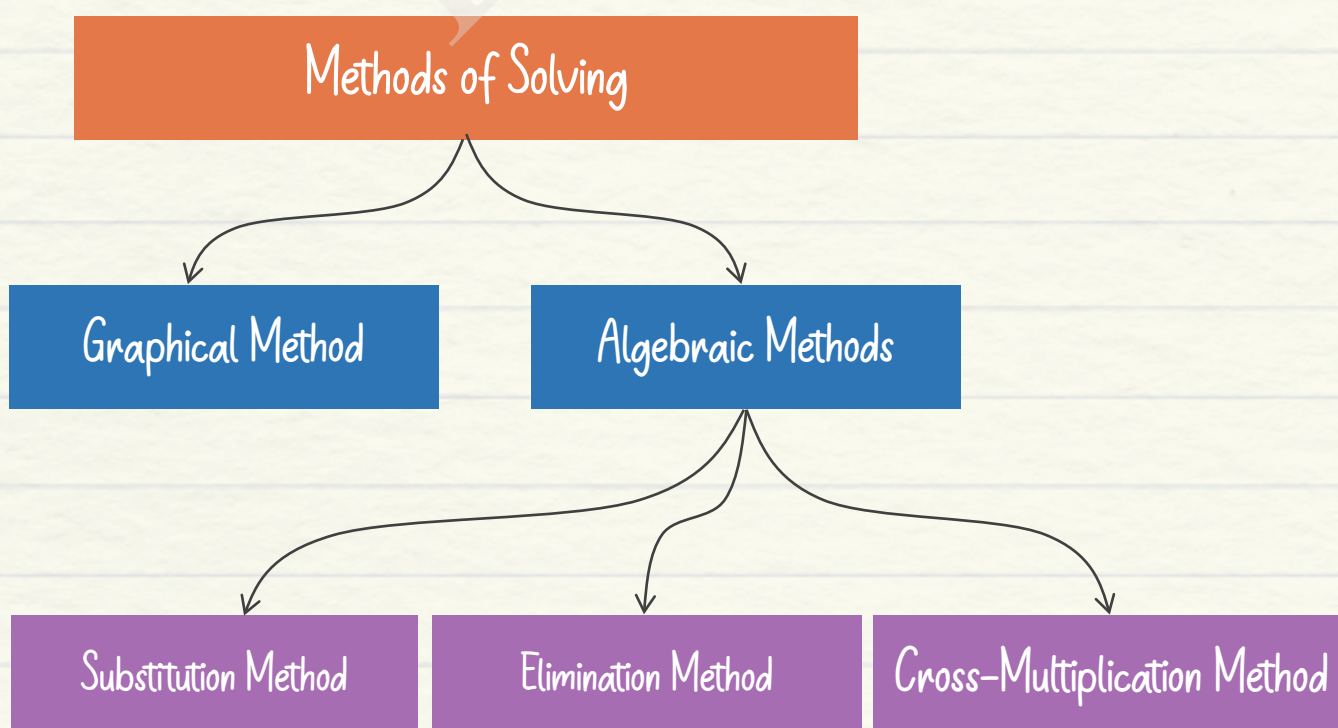 Methods of Solving
Graphical Method
Algebraic Methods
Substitution Method
Elimination Method
Cross-Multiplication Method